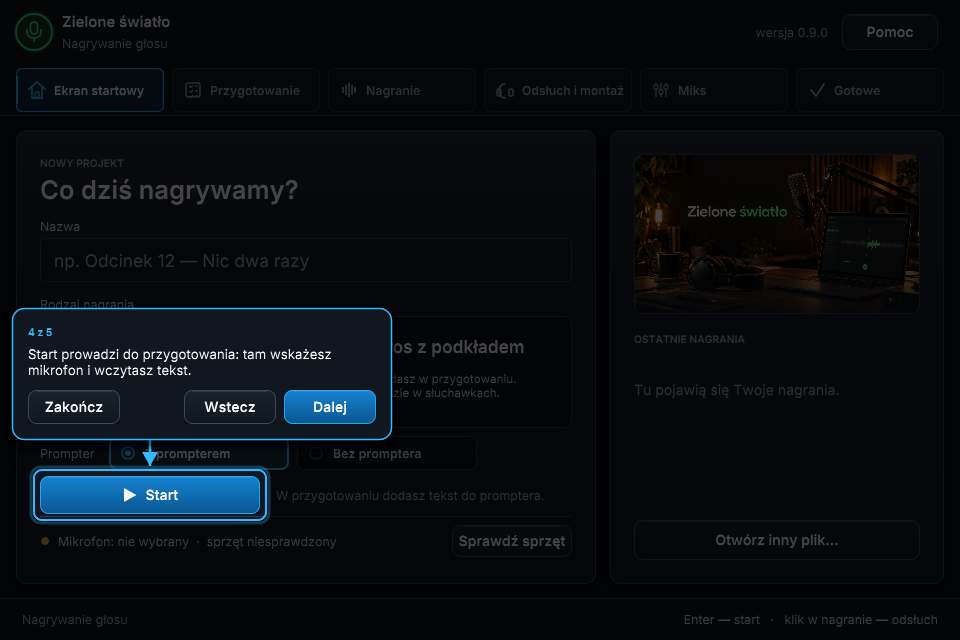 Zielone światło
Nagrywanie głosu
wersja 0.9.0
Pomoc
Ekran startowy
Przygotowanie
Nagranie
Odsłuch i montaż
Miks
Gotowe
NOWY PROJEKT
Co dziś nagrywamy?
Nazwa
np. Odcinek 12 — Nic dwa razy
Rodzaj nagrania
4 z 5
Start prowadzi do przygotowania: tam wskażesz
mikrofon i wczytasz tekst.
Zakończ
Wstecz
Dalej
z podkładem
w przygotowaniu.
w słuchawkach.
Prompter
prompterem
Bez promptera
Start
W przygotowaniu dodasz tekst do promptera.
Mikrofon: nie wybrany · sprzęt niesprawdzony
Sprawdź sprzęt
Zielone światło
OSTATNIE NAGRANIA
Tu pojawią się Twoje nagrania.
Otwórz inny plik...
Nagrywanie głosu
Enter — start · klik w nagranie — odsłuch